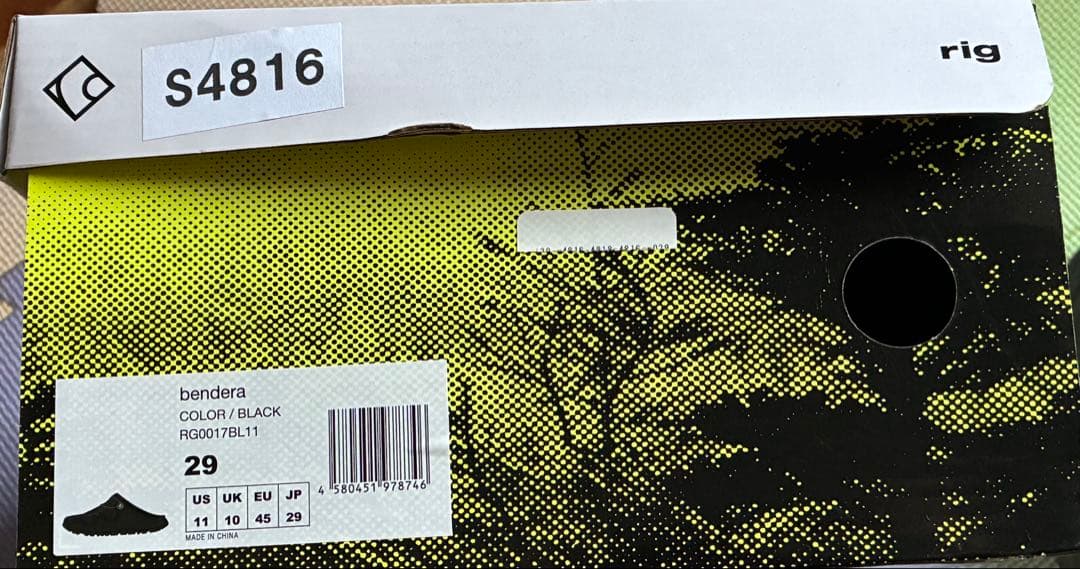 S4816
rig
bendera
COLOR / BLACK
RG0017BL11
29
US UK EU JP
11 10 45 29
MADE IN CHINA
4 580451 978746